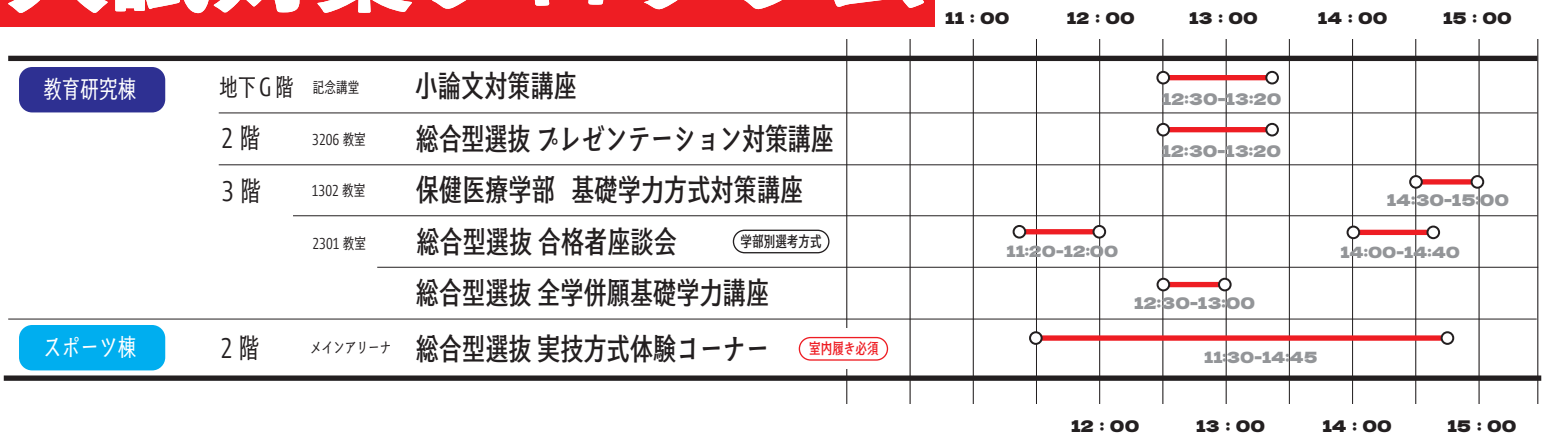 11：00 12：00 13：00 14：00 15：00
教育研究棟 地下G階 記念講堂 小論文対策講座 12:30-13:20
2階 3206 教室 総合型選抜 プレゼンテーション対策講座 12:30-13:20
3階 1302 教室 保健医療学部 基礎学力方式対策講座 14:30-15:00
2301 教室 総合型選抜 合格者座談会 学部別選考方式 11:20-12:00 14:00-14:40
総合型選抜 全学併願基礎学力講座 12:30-13:00
スポーツ棟 2階 メインアリーナ 総合型選抜 実技方式体験コーナー 室内履き必須 11:30-14:45
12：00 13：00 14：00 15：00